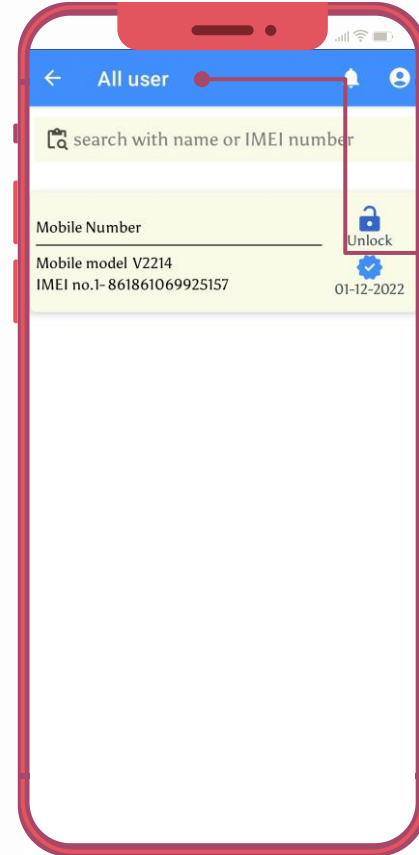 All user
search with name or IMEI number
Mobile Number
Unlock
Mobile model V2214
IMEI no.1- 861861069925157
01-12-2022